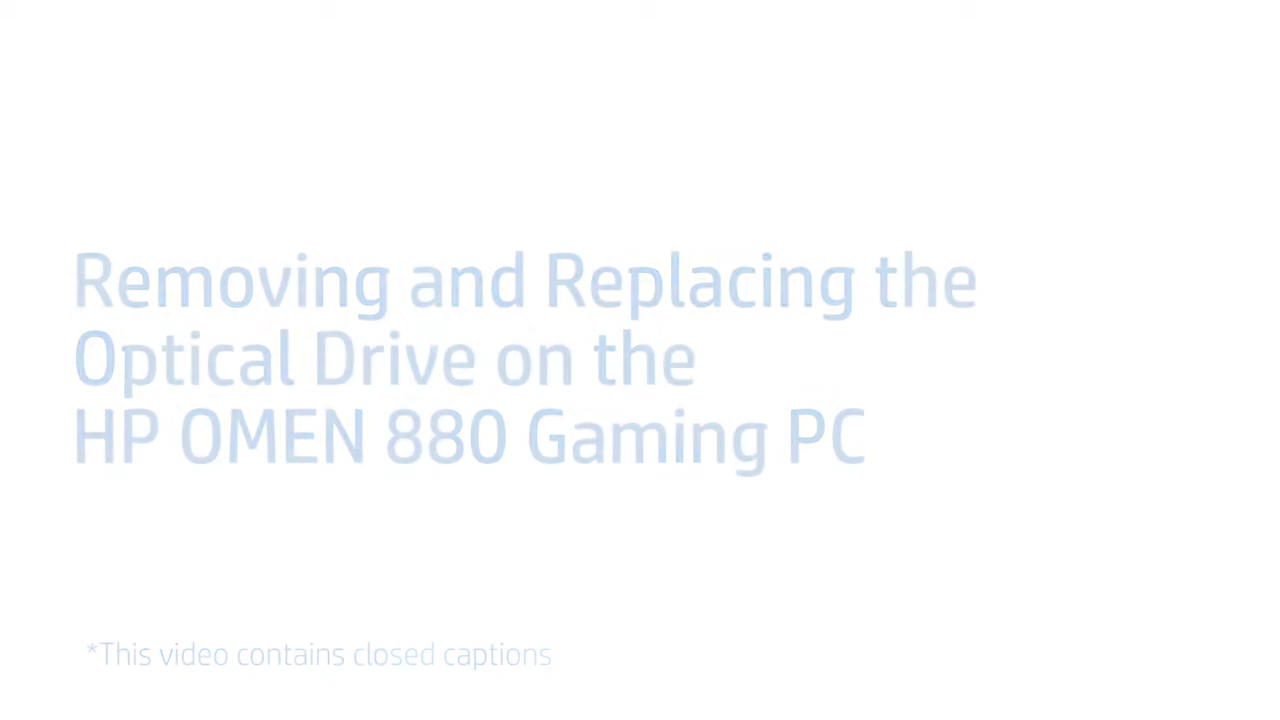 Removing and Replacing the
Optical Drive on the
HP OMEN 880 Gaming PC
*This video contains closed captions